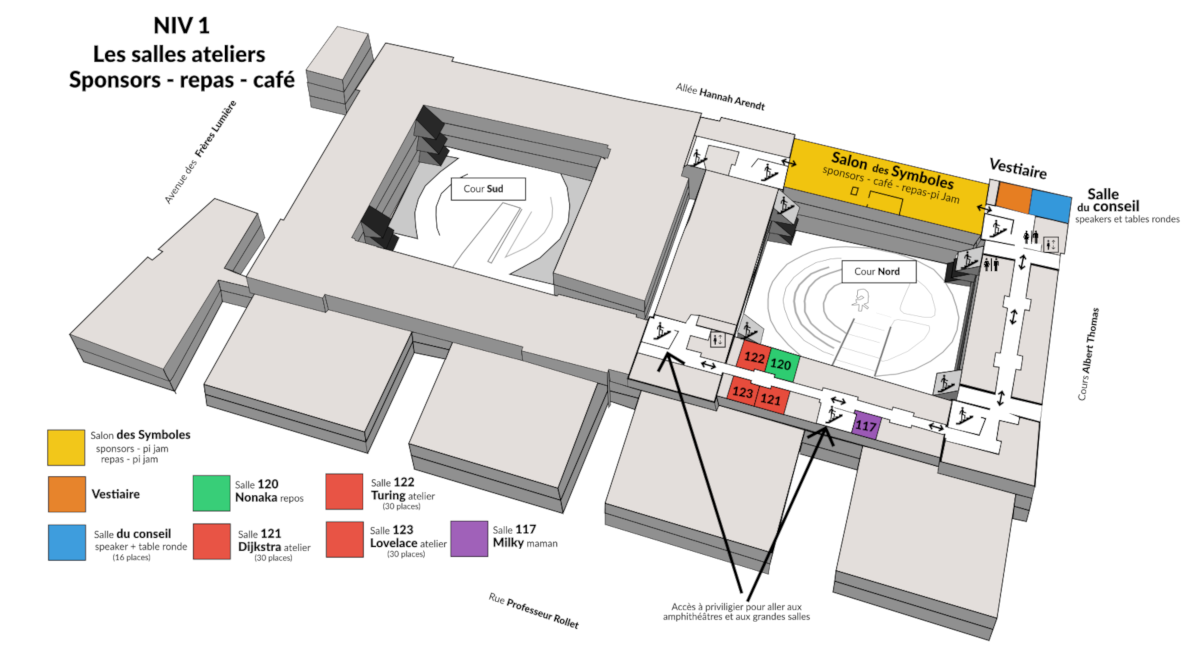 NIV 1
Les salles ateliers
Sponsors - repas - café
Allée Hannah Arendt
Avenue des Frères Lumière
Cour Sud
Salon des Symboles
sponsors - café - repas-pi Jam
Vestiaire
Salle
du conseil
speakers et tables rondes
Cour Nord
Cours Albert Thomas
122
120
123
121
117
Salon des Symboles
sponsors - pi jam
repas - pi jam
Vestiaire
Salle 120
Nonaka repos
Salle 122
Turing atelier
(30 places)
Salle du conseil
speaker + table ronde
(16 places)
Salle 121
Dijkstra atelier
(30 places)
Salle 123
Lovelace atelier
(30 places)
Salle 117
Milky maman
Rue Professeur Rollet
Accès à priviligier pour aller aux
amphithéâtres et aux grandes salles